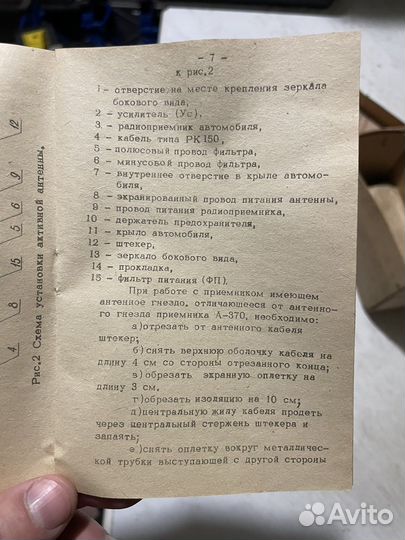 - 7 -
к рис.2
1 - отверстие на месте крепления зеркала
бокового вида,
2 - усилитель (Ус),
3 - радиоприемник автомобиля,
4 - кабель типа РК150,
5 - полюсовый провод фильтра,
6 - минусовой провод фильтра,
7 - внутреннее отверстие в крыле автомо-
биля,
8 - экранированный провод питания антенны,
9 - провод питания радиоприемника,
10 - держатель предохранителя,
11 - крыло автомобиля,
12 - штекер,
13 - зеркало бокового вида,
14 - прокладка,
15 - фильтр питания (ФП).
При работе с приемником имеющем
антенное гнездо, отличающееся от антенно-
го гнезда приемника А-370, необходимо:
а)отрезать от антенного кабеля
штекер;
б)снять верхнюю оболочку кабеля на
длину 4 см со стороны отрезанного конца;
в)обрезать экранную оплетку на
длину 3 см.
г)обрезать изоляцию на 10 см;
д)центральную жилу кабеля продеть
через центральный стержень штекера и
запаять;
е)снять оплетку вокруг металличес-
кой трубки выступающей с другой стороны
4 8 15 5 6 9 12
Рис.2 Схема установки активной антенны,
Avito